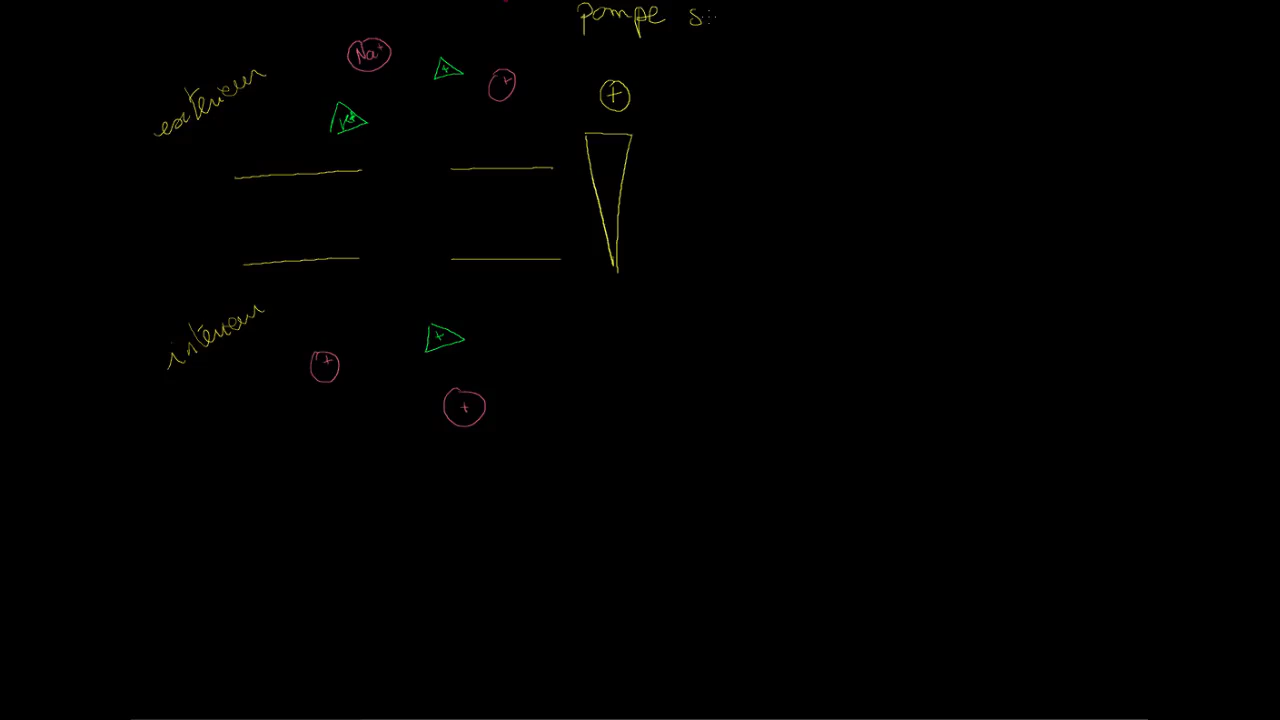 pompe s
Na+
+
+
extérieur
+
K+
intérieur
+
+
+